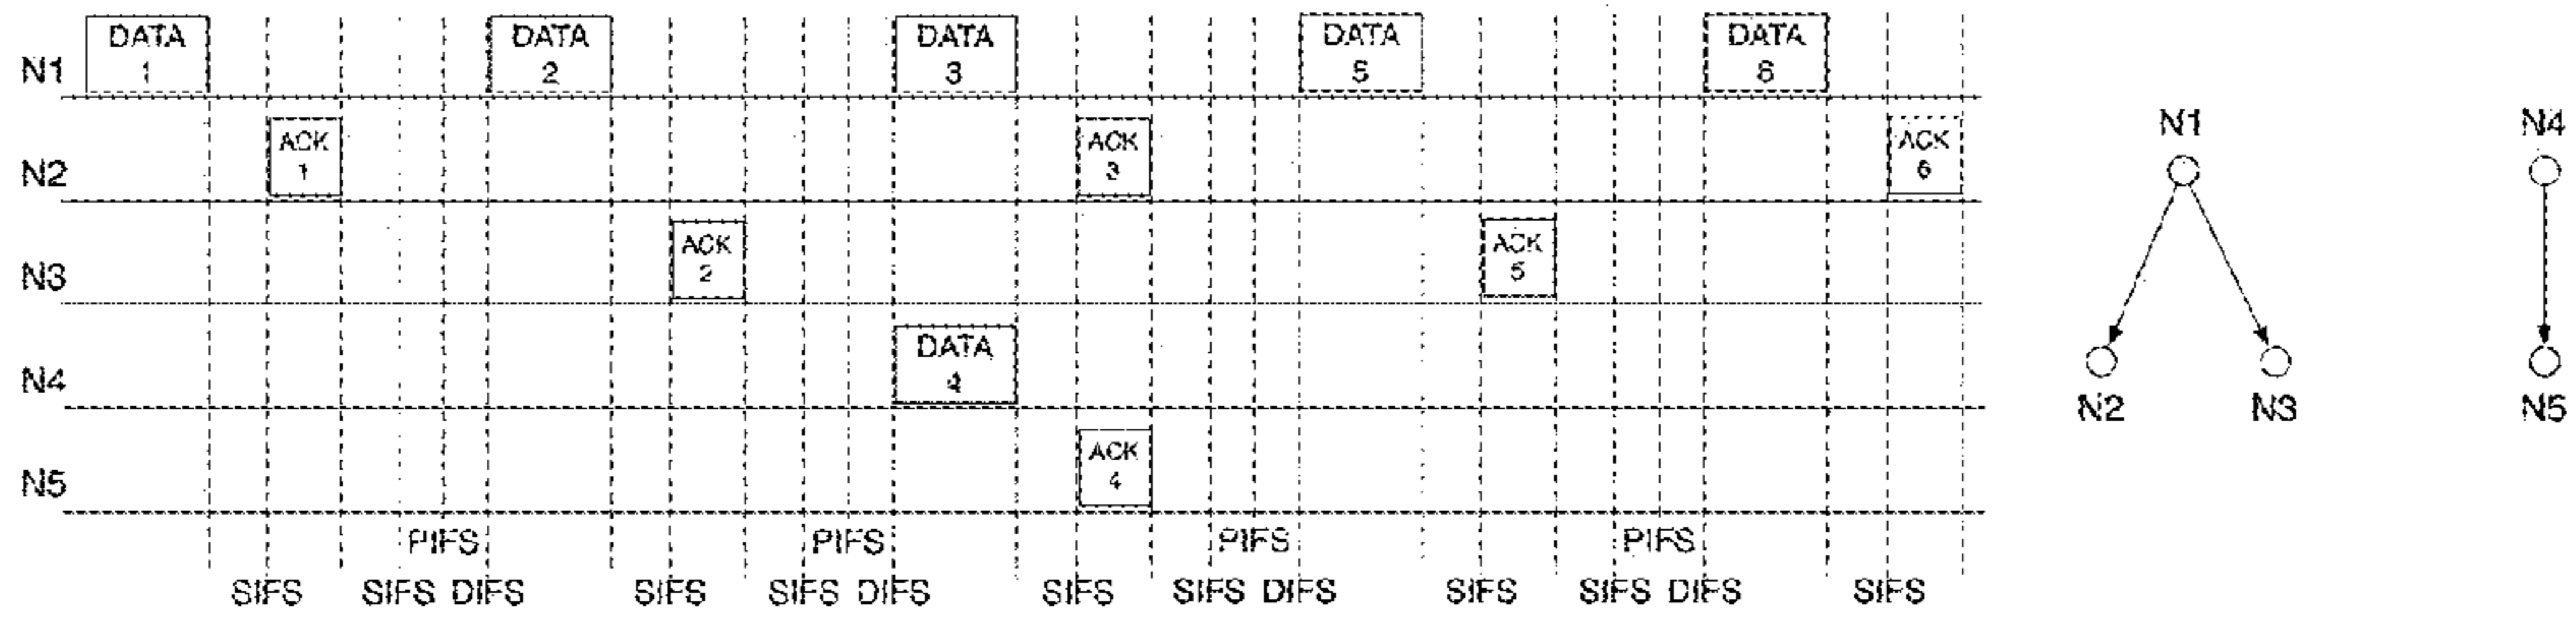 DATA 1
DATA 2
DATA 3
DATA 5
DATA 6
N1
ACK 1
ACK 3
ACK 6
N2
ACK 2
ACK 5
N3
DATA 4
N4
ACK 4
N5
PIFS PIFS PIFS PIFS
SIFS SIFS DIFS SIFS SIFS DIFS SIFS SIFS DIFS SIFS SIFS DIFS SIFS
N1 N4
N2 N3 N5